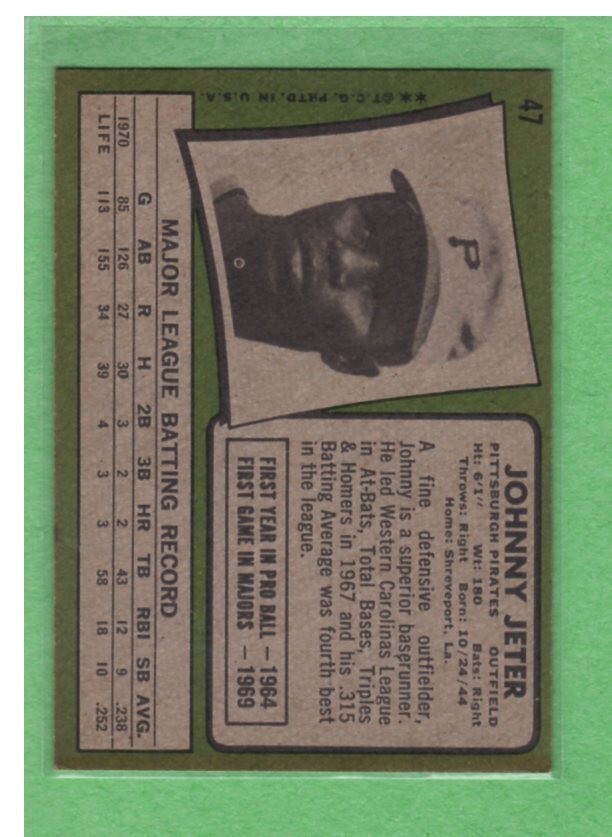 47
** ©T.C.G. PRTD. IN U.S.A.
P
JOHNNY JETER
PITTSBURGH PIRATES OUTFIELD
Ht: 6'1" Wt: 180 Bats: Right
Throws: Right Born: 10/24/44
Home: Shreveport, La.
A fine defensive outfielder,
Johnny is a superior baserunner.
He led Western Carolinas League
in At-Bats, Total Bases, Triples
& Homers in 1967 and his .315
Batting Average was fourth best
in the league.
FIRST YEAR IN PRO BALL — 1964
FIRST GAME IN MAJORS — 1969
MAJOR LEAGUE BATTING RECORD
G AB R H 2B 3B HR TB RBI SB AVG.
1970 85 126 27 30 3 2 2 43 12 9 .238
LIFE 113 155 34 39 4 3 3 58 18 10 .252